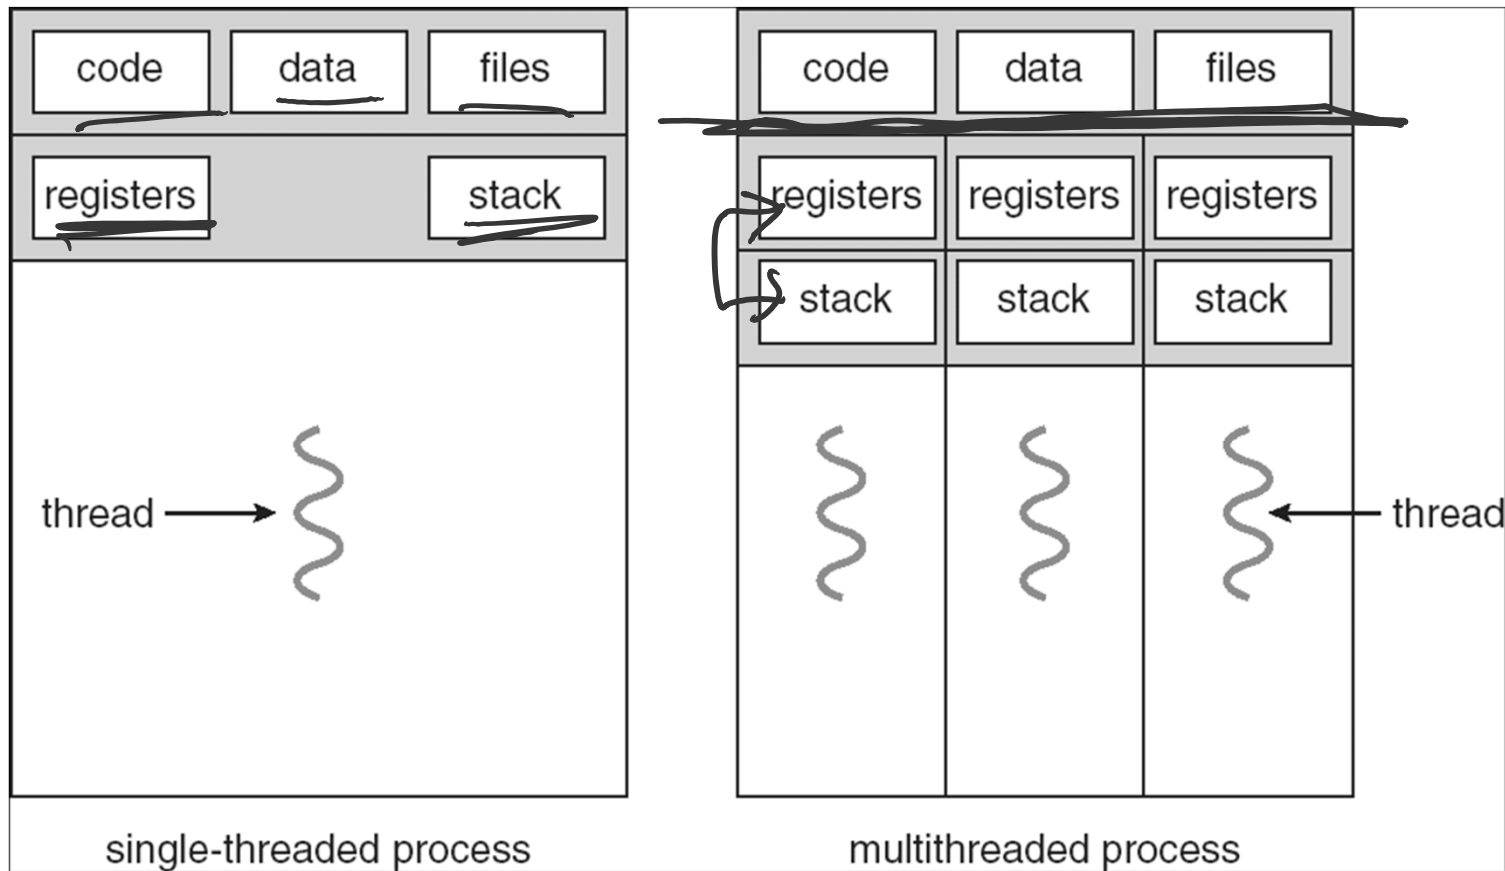 code data files code data files
registers stack registers registers registers
stack stack stack
thread thread
single-threaded process multithreaded process